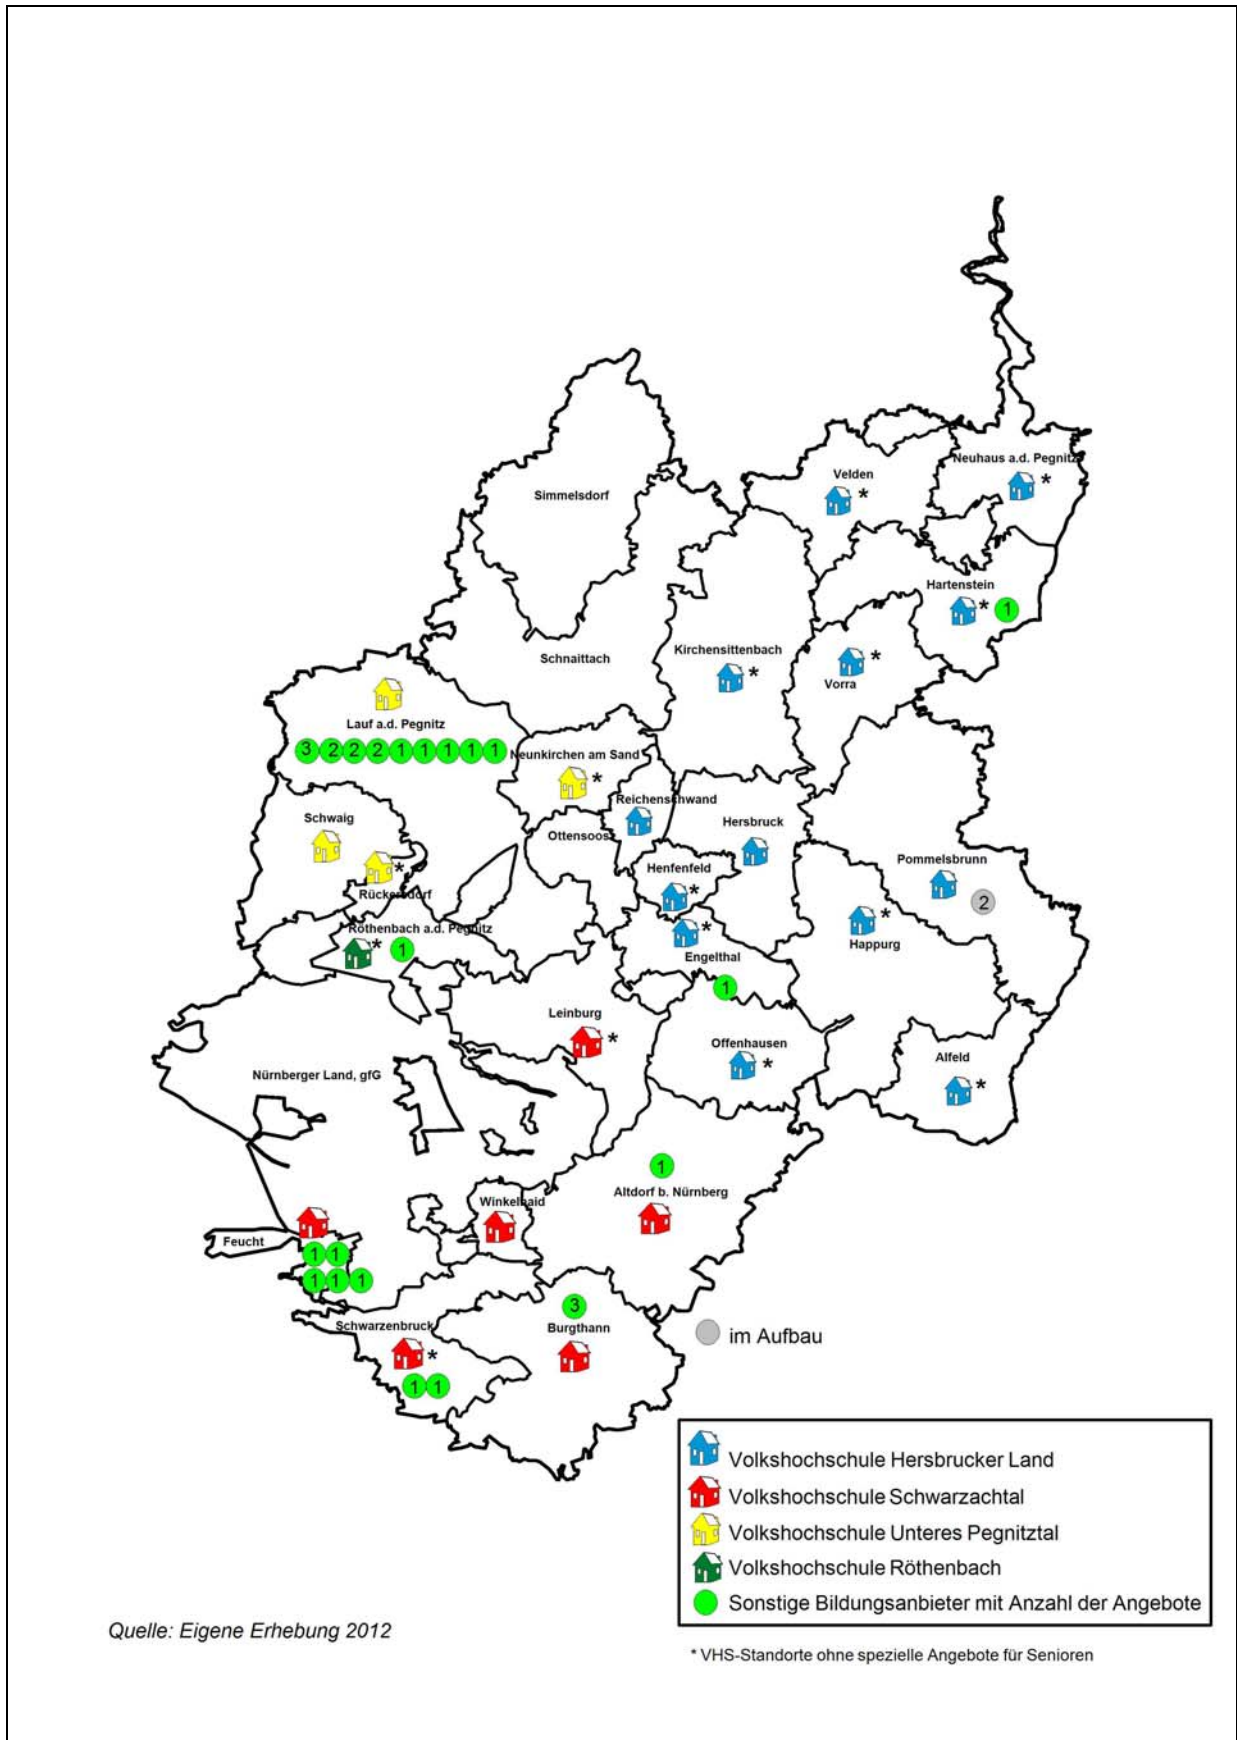 Simmelsdorf
Velden
*
Neuhaus a.d. Pegnitz
*
Hartenstein
* 1
Schnaittach
Kirchensittenbach
*
*
Vorra
Lauf a.d. Pegnitz
3 2 2 2 1 1 1 1 1
Neunkirchen am Sand
*
Reichenschwand
Schwaig
Ottensoos
Hersbruck
Henfenfeld
*
Pommelsbrunn
2
*
Rückersdorf
Röthenbach a.d. Pegnitz
* 1
*
Engelthal
1
*
Happurg
Leinburg
*
Offenhausen
*
Alfeld
*
Nürnberger Land, gfG
1
Altdorf b. Nürnberg
Winkelhaid
Feucht
1 1
1 1 1
Schwarzenbruck
*
1 1
3
Burgthann
im Aufbau
Volkshochschule Hersbrucker Land
Volkshochschule Schwarzachtal
Volkshochschule Unteres Pegnitztal
Volkshochschule Röthenbach
Sonstige Bildungsanbieter mit Anzahl der Angebote
Quelle: Eigene Erhebung 2012
* VHS-Standorte ohne spezielle Angebote für Senioren